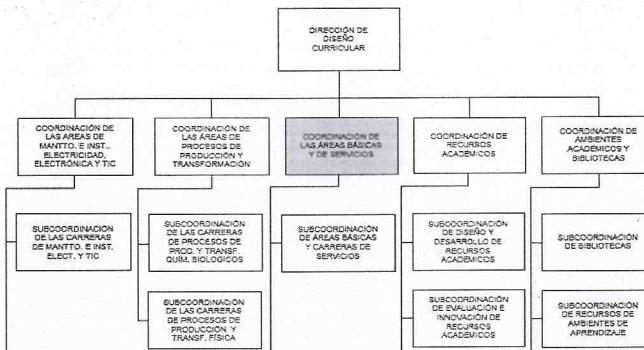 DIRECCIÓN DE
DISEÑO
CURRICULAR
COORDINACIÓN DE
LAS ÁREAS DE
MANTTO. E INST.,
ELECTRICIDAD,
ELECTRÓNICA Y TIC
COORDINACIÓN DE
LAS ÁREAS DE
PROCESOS DE
PRODUCCIÓN Y
TRANSFORMACIÓN
COORDINACIÓN DE
LAS ÁREAS BÁSICAS
Y DE SERVICIOS
COORDINACIÓN DE
RECURSOS
ACADEMICOS
COORDINACIÓN DE
AMBIENTES
ACADEMICOS Y
BIBLIOTECAS
SUBCOORDINACIÓN
DE LAS CARRERAS
DE MANTTO. E INST.
ELECT. Y TIC
SUBCOORDINACIÓN
DE LAS CARRERAS
DE PROCESOS DE
PROD. Y TRANSF.
QUIM. BIOLOGICOS
SUBCOORDINACIÓN
DE ÁREAS BÁSICAS
Y CARRERAS DE
SERVICIOS
SUBCOORDINACIÓN
DE DISEÑO Y
DESARROLLO DE
RECURSOS
ACADEMICOS
SUBCOORDINACIÓN
DE BIBLIOTECAS
SUBCOORDINACIÓN
DE LAS CARRERAS
DE PROCESOS DE
PRODUCCIÓN Y
TRANSF. FÍSICA
SUBCOORDINACIÓN
DE EVALUACIÓN E
INNOVACIÓN DE
RECURSOS
ACADEMICOS
SUBCOORDINACIÓN
DE RECURSOS DE
AMBIENTES DE
APRENDIZAJE